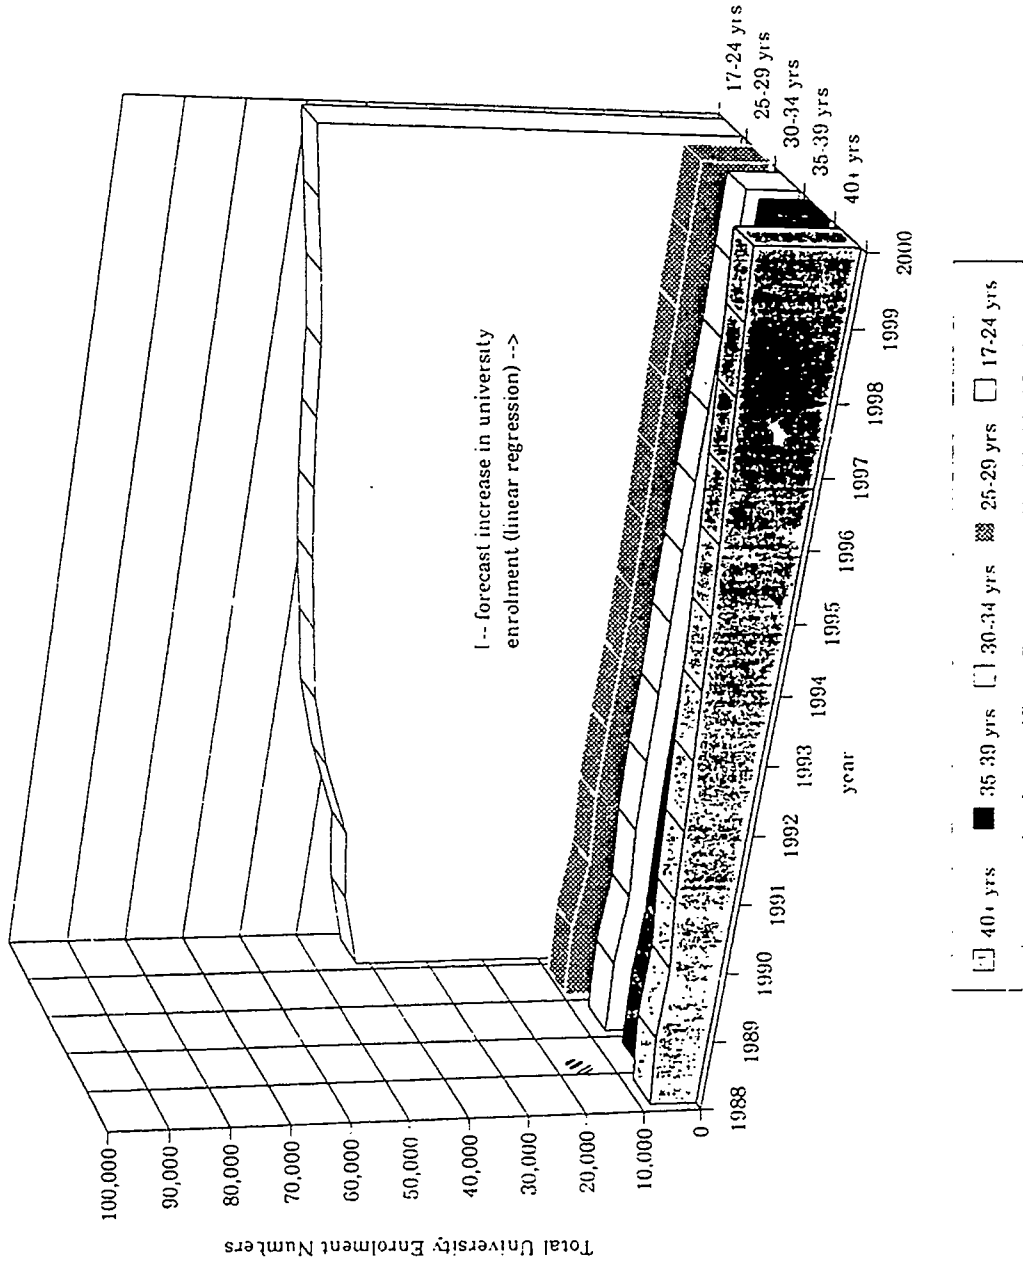 Total University Enrolment Numbers
100,000
90,000
80,000
70,000
60,000
50,000
40,000
30,000
20,000
10,000
0
[-- forecast increase in university
enrolment (linear regression) -->
17-24 yrs
25-29 yrs
30-34 yrs
35-39 yrs
40+ yrs
1988
1989
1990
1991
1992
1993
1994
1995
1996
1997
1998
1999
2000
year
40+ yrs 35 39 yrs 30-34 yrs 25-29 yrs 17-24 yrs